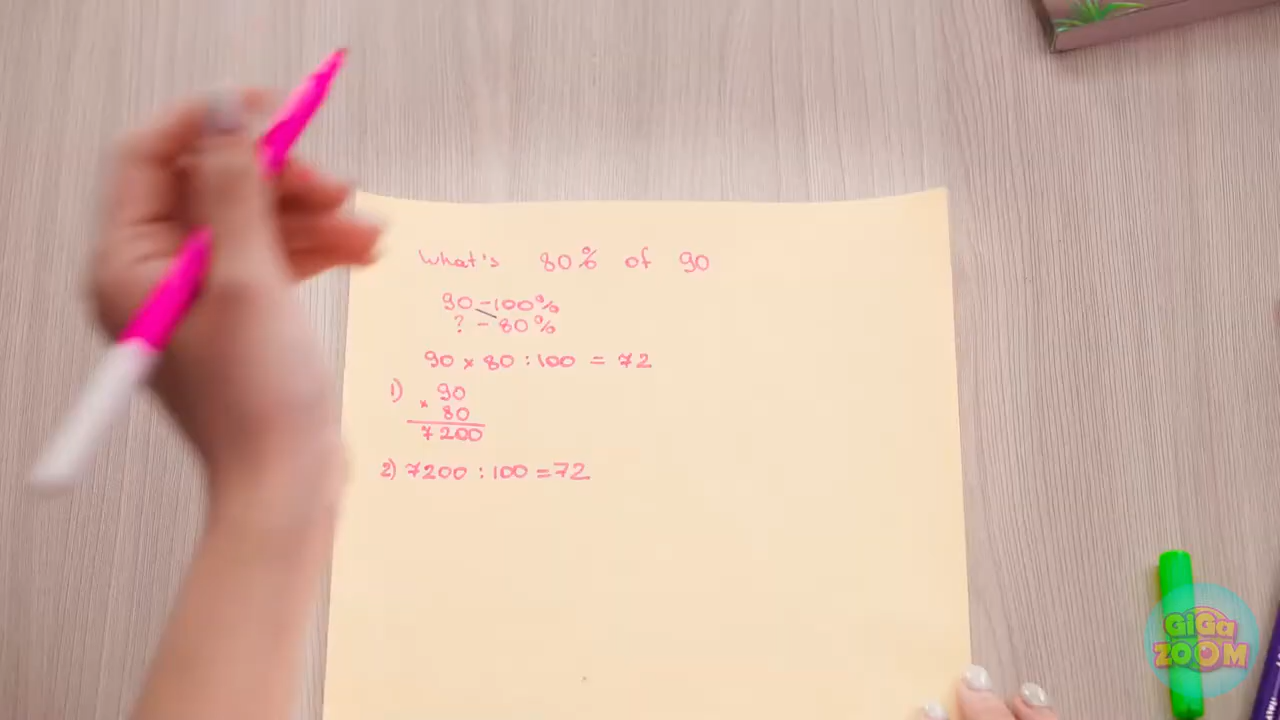 What's 80% of 90
90 - 100%
? - 80%
90 × 80 : 100 = 72
1) 90
× 80
7200
2) 7200 : 100 = 72
GiGa
ZOOM